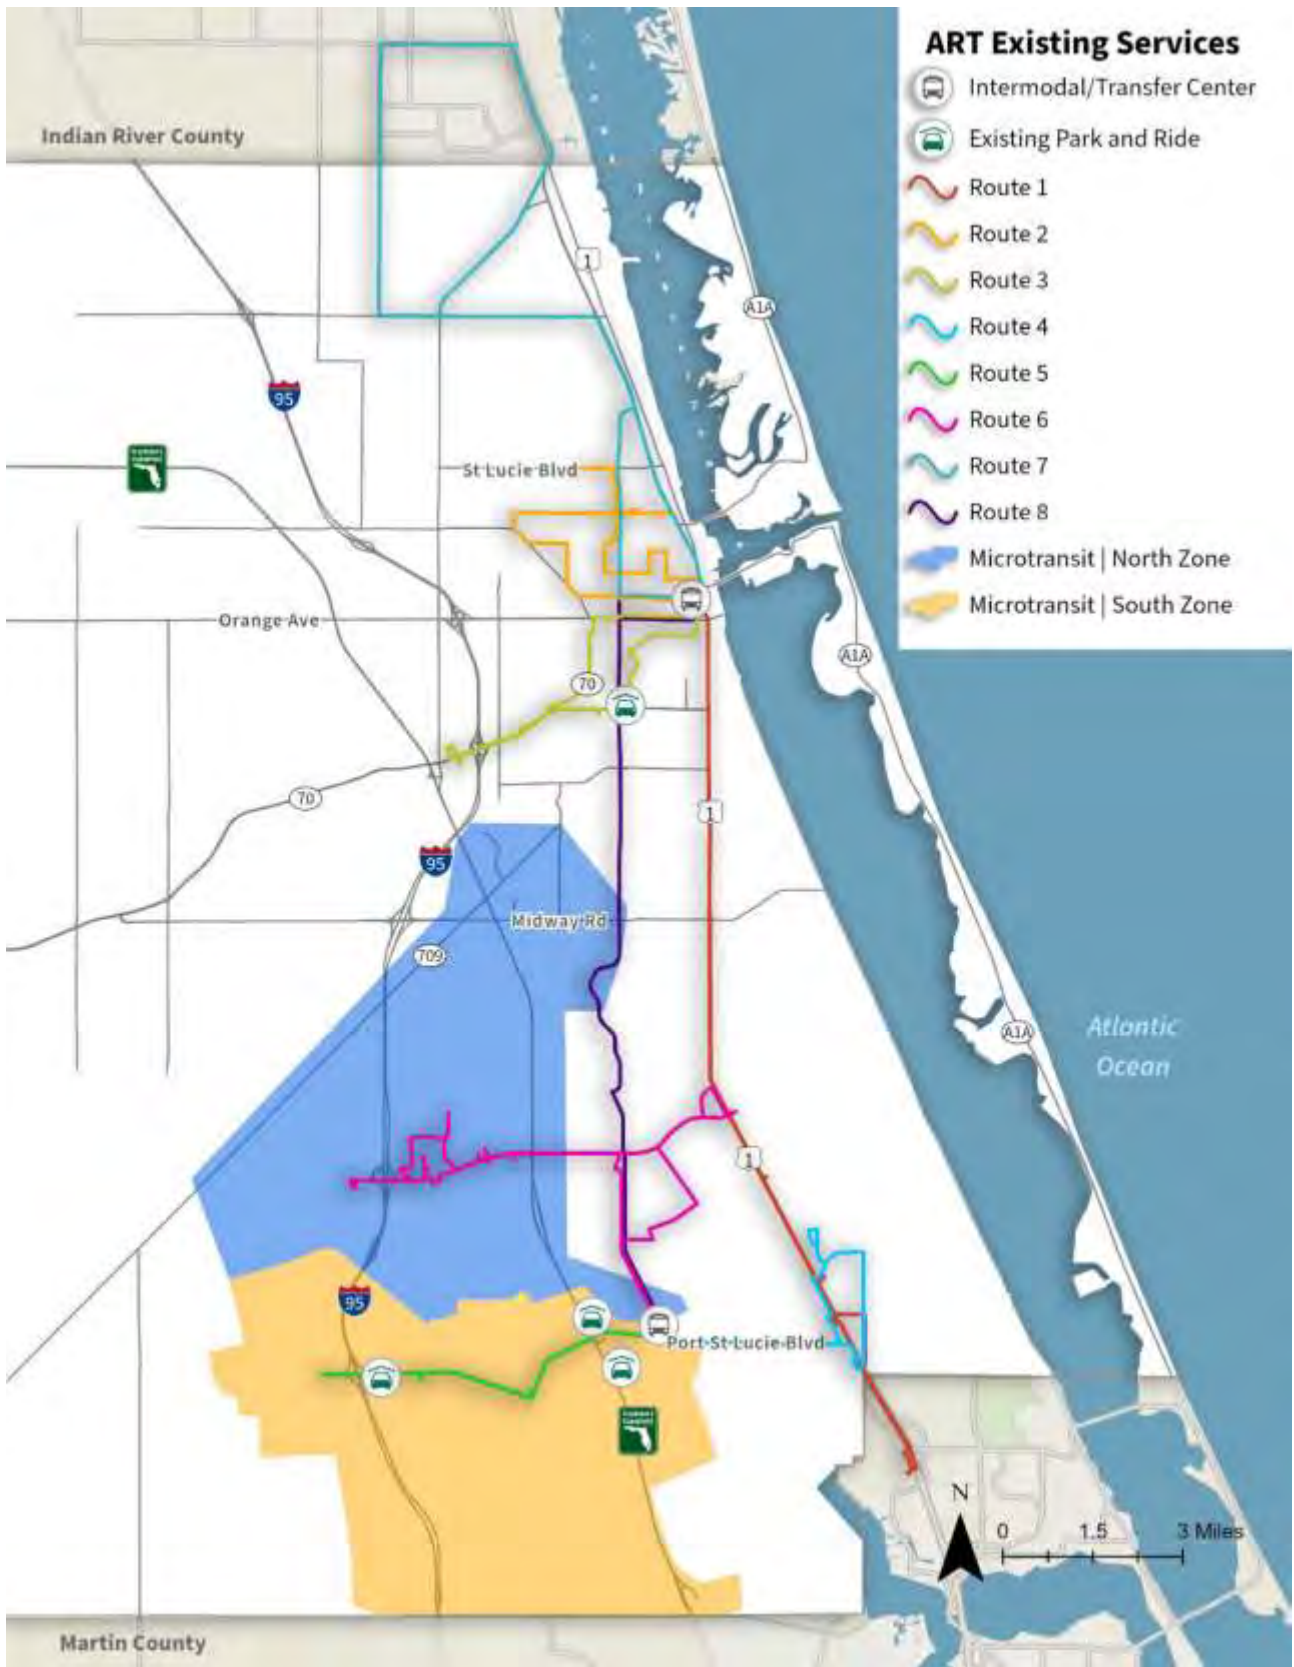 ART Existing Services
Intermodal/Transfer Center
Existing Park and Ride
Route 1
Route 2
Route 3
Route 4
Route 5
Route 6
Route 7
Route 8
Microtransit | North Zone
Microtransit | South Zone
Indian River County
1
A1A
95
St Lucie Blvd
Orange Ave
A1A
70
70
1
95
Midway Rd
709
A1A
Atlantic
Ocean
1
95
Port St Lucie Blvd
N
0 1.5 3 Miles
Martin County